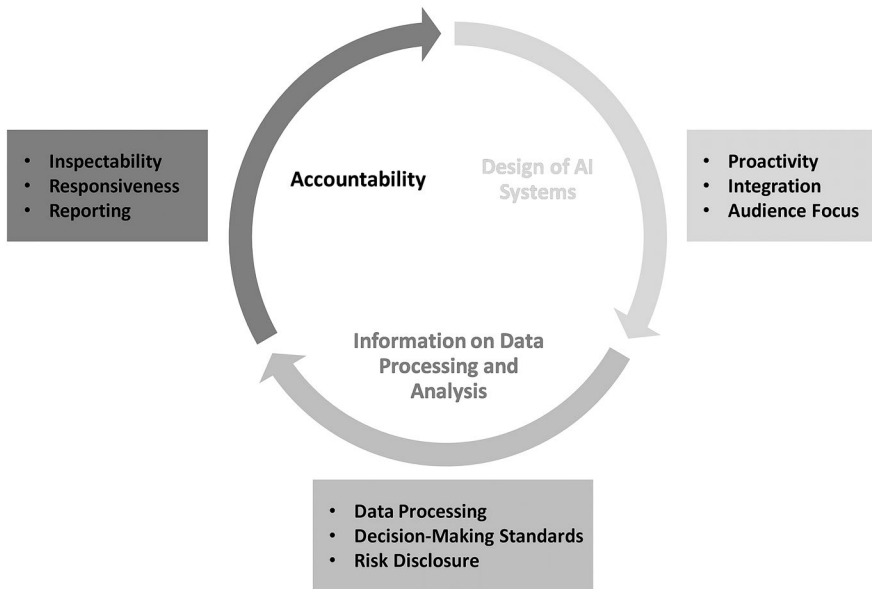 Accountability
Design of AI
Systems
Information on Data
Processing and
Analysis
• Inspectability
• Responsiveness
• Reporting
• Proactivity
• Integration
• Audience Focus
• Data Processing
• Decision-Making Standards
• Risk Disclosure